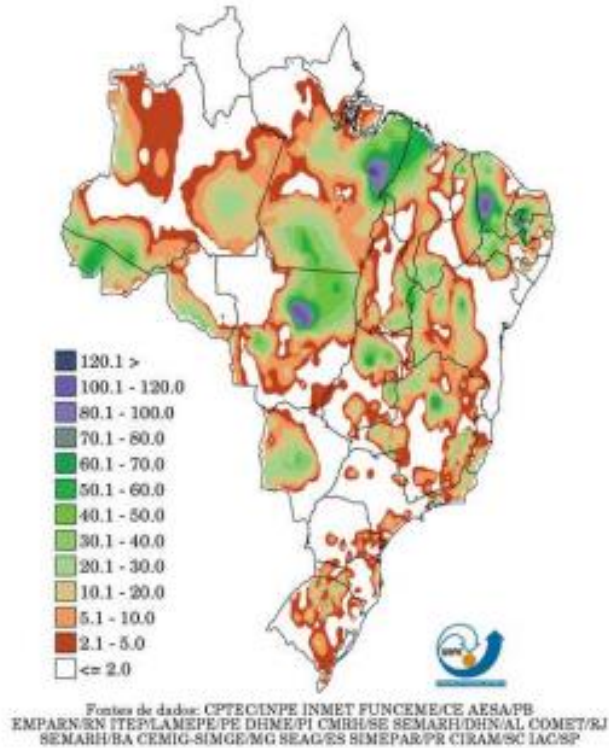 120.1 >
100.1 - 120.0
80.1 - 100.0
70.1 - 80.0
60.1 - 70.0
50.1 - 60.0
40.1 - 50.0
30.1 - 40.0
20.1 - 30.0
10.1 - 20.0
5.1 - 10.0
2.1 - 5.0
<= 2.0
Fontes de dados: CPTEC/INPE INMET FUNCEME/CE AESA/PB
EMPARN/RN ITEP/LAMEPE/PE DHME/PI CMRH/SE SEMARH/DHN/AL COMET/RJ
SEMARH/BA CEMIG-SIMGE/MG SEAG/ES SIMEPAR/PR CIRAM/SC IAC/SP